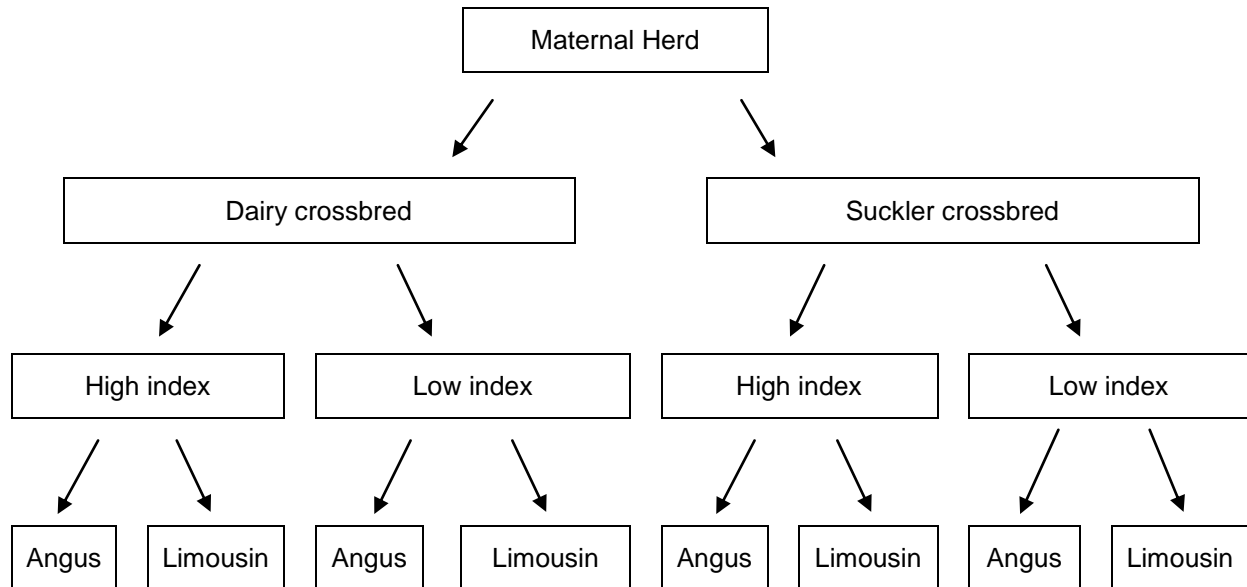 Maternal Herd
Dairy crossbred
Suckler crossbred
High index
Low index
High index
Low index
Angus
Limousin
Angus
Limousin
Angus
Limousin
Angus
Limousin